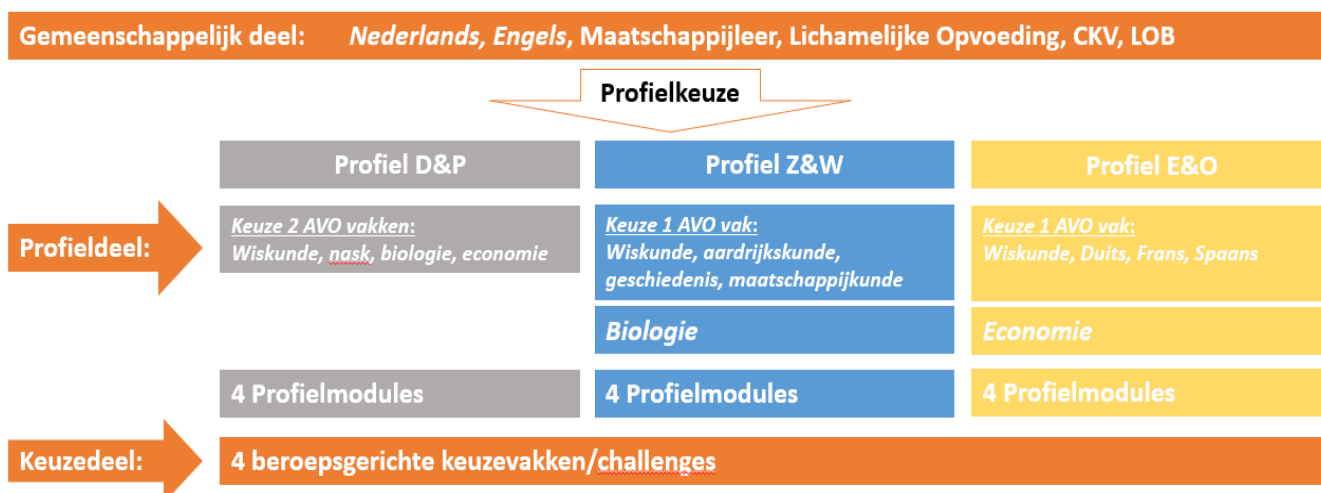 Gemeenschappelijk deel: Nederlands, Engels, Maatschappijleer, Lichamelijke Opvoeding, CKV, LOB
Profielkeuze
Profiel D&P
Profiel Z&W
Profiel E&O
Profieldeel:
Keuze 2 AVO vakken:
Wiskunde, nask, biologie, economie
Keuze 1 AVO vak:
Wiskunde, aardrijkskunde,
geschiedenis, maatschappijkunde
Keuze 1 AVO vak:
Wiskunde, Duits, Frans, Spaans
Biologie
Economie
4 Profielmodules
4 Profielmodules
4 Profielmodules
Keuzedeel:
4 beroepsgerichte keuzevakken/challenges